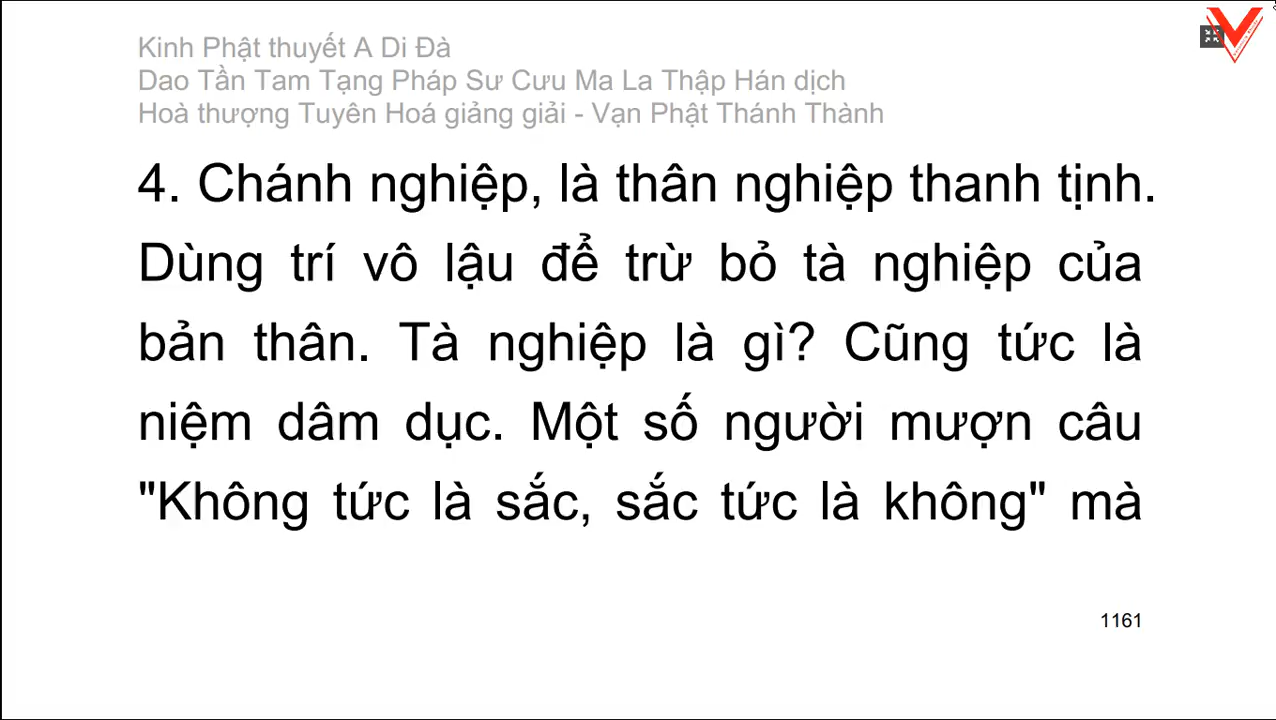 Kinh Phật thuyết A Di Đà
Dao Tần Tam Tạng Pháp Sư Cưu Ma La Thập Hán dịch
Hoà thượng Tuyên Hoá giảng giải - Vạn Phật Thánh Thành
4. Chánh nghiệp, là thân nghiệp thanh tịnh.
Dùng trí vô lậu để trừ bỏ tà nghiệp của
bản thân. Tà nghiệp là gì? Cũng tức là
niệm dâm dục. Một số người mượn câu
"Không tức là sắc, sắc tức là không" mà
1161